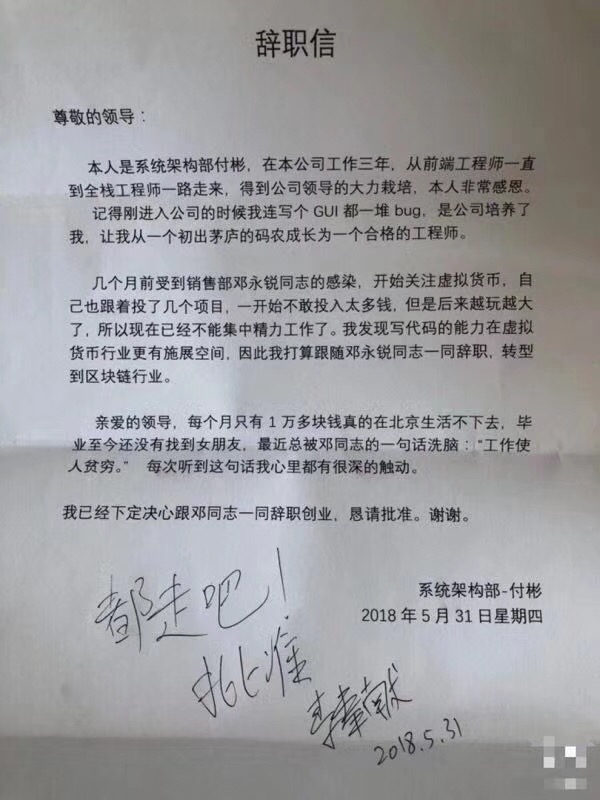 辞职信
尊敬的领导：
本人是系统架构部付彬，在本公司工作三年，从前端工程师一直
到全栈工程师一路走来，得到公司领导的大力栽培，本人非常感恩。
记得刚进入公司的时候我连写个 GUI 都一堆 bug，是公司培养了
我，让我从一个初出茅庐的码农成长为一个合格的工程师。
几个月前受到销售部邓永锐同志的感染，开始关注虚拟货币，自
己也跟着投了几个项目，一开始不敢投入太多钱，但是后来越玩越大
了，所以现在已经不能集中精力工作了。我发现写代码的能力在虚拟
货币行业更有施展空间，因此我打算跟随邓永锐同志一同辞职，转型
到区块链行业。
亲爱的领导，每个月只有 1 万多块钱真的在北京生活不下去，毕
业至今还没有找到女朋友，最近总被邓同志的一句话洗脑：“工作使
人贫穷。” 每次听到这句话我心里都有很深的触动。
我已经下定决心跟邓同志一同辞职创业，恳请批准。谢谢。
系统架构部-付彬
2018 年 5 月 31 日星期四
都走吧！
批准
2018.5.31